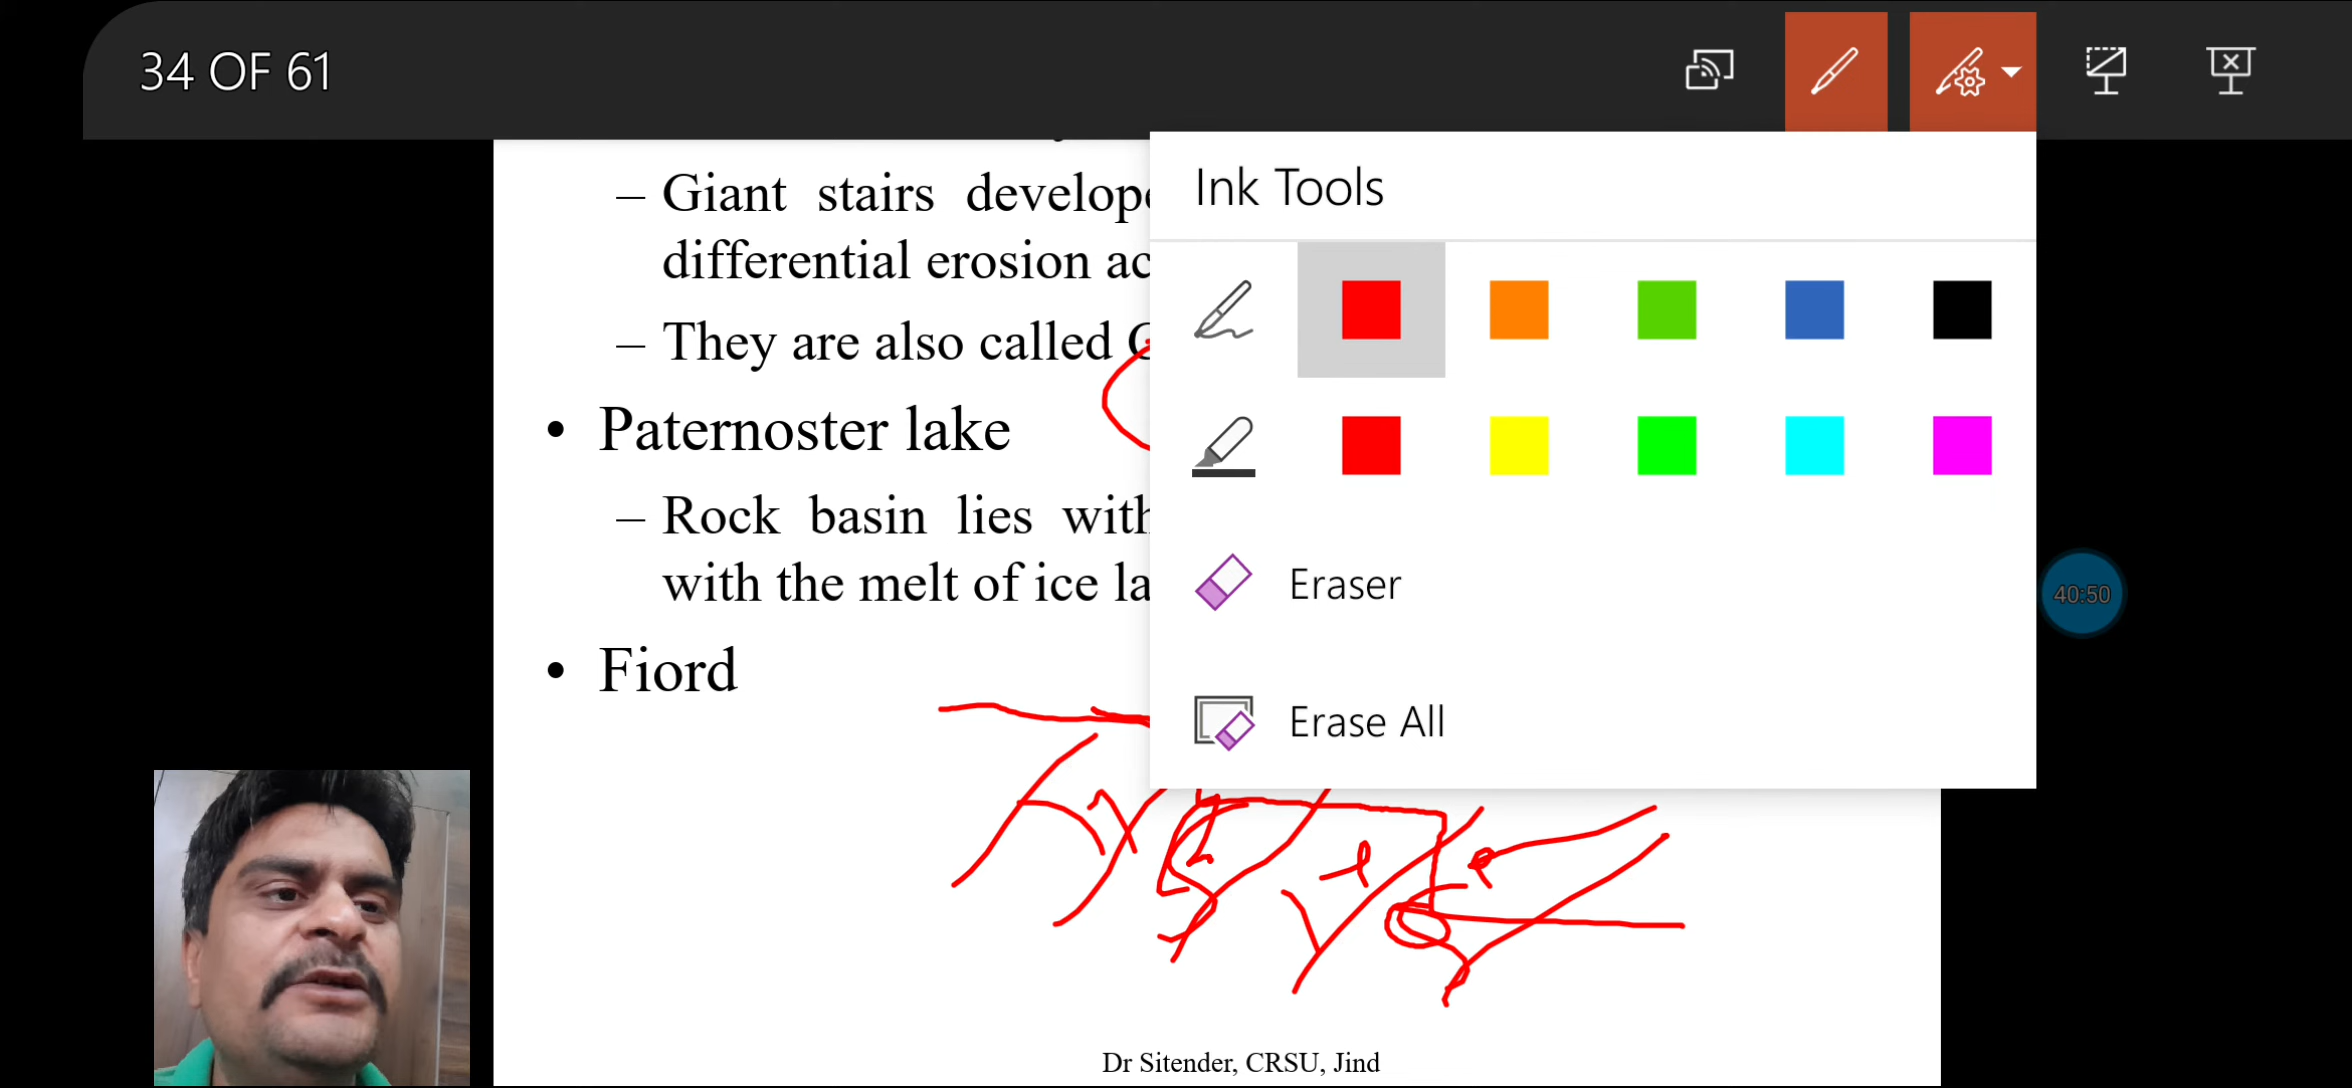 34 OF 61
Ink Tools
– Giant stairs develope
differential erosion ac
– They are also called
• Paternoster lake
– Rock basin lies with
with the melt of ice la
• Fiord
Eraser
Erase All
40:50
Dr Sitender, CRSU, Jind